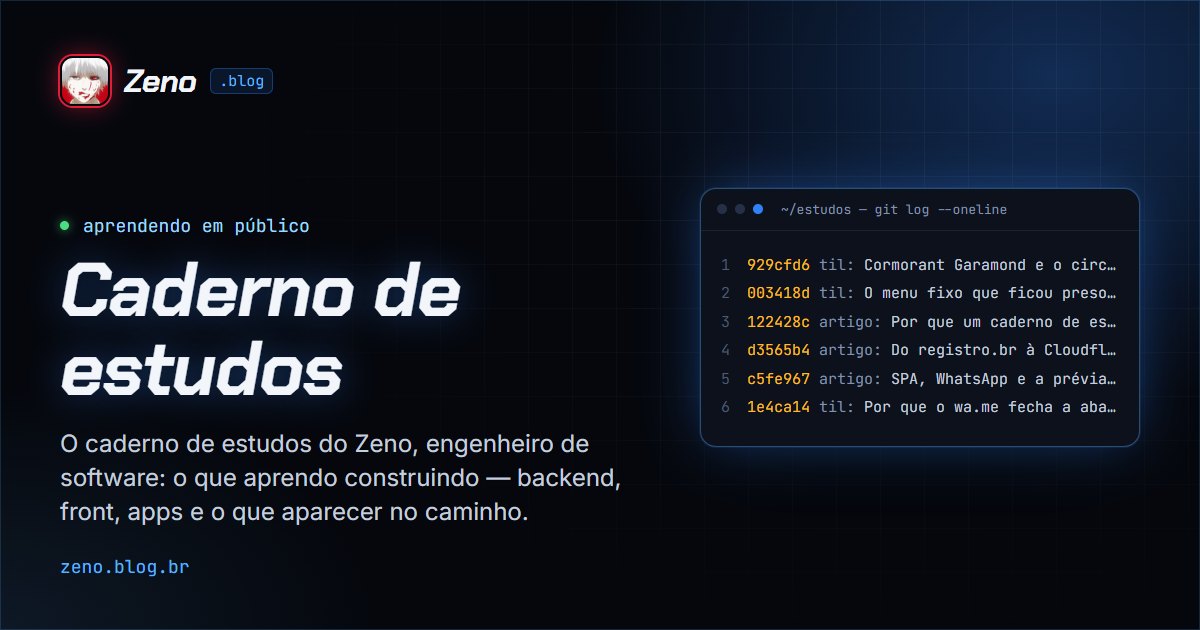 Zeno .blog
aprendendo em público
Caderno de
estudos
O caderno de estudos do Zeno, engenheiro de
software: o que aprendo construindo — backend,
front, apps e o que aparecer no caminho.
zeno.blog.br
~/estudos — git log --oneline
1 929cfd6 til: Cormorant Garamond e o circ…
2 003418d til: O menu fixo que ficou preso…
3 122428c artigo: Por que um caderno de es…
4 d3565b4 artigo: Do registro.br à Cloudfl…
5 c5fe967 artigo: SPA, WhatsApp e a prévia…
6 1e4ca14 til: Por que o wa.me fecha a aba…